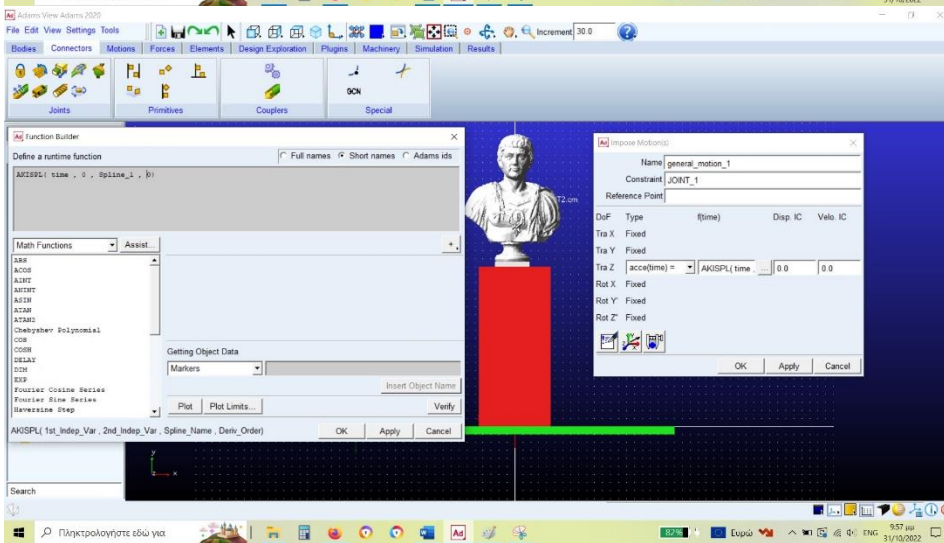 31/10/2022
Adams View Adams 2020
File Edit View Settings Tools
Increment 30.0
Bodies Connectors Motions Forces Elements Design Exploration Plugins Machinery Simulation Results
GCN
Joints Primitives Couplers Special
Function Builder
Define a runtime function
Full names Short names Adams ids
AKISPL( time , 0 , Spline_1 , 0)
Math Functions
Assist...
ABS
ACOS
AINT
ANINT
ASIN
ATAN
ATAN2
Chebyshev Polynomial
COS
COSH
DELAY
DIM
EXP
Fourier Cosine Series
Fourier Sine Series
Haversine Step
Getting Object Data
Markers
Insert Object Name
Plot Plot Limits... Verify
AKISPL( 1st_Indep_Var , 2nd_Indep_Var , Spline_Name , Deriv_Order)
OK Apply Cancel
T2.cm
Impose Motion(s)
Name general_motion_1
Constraint JOINT_1
Reference Point
DoF Type f(time) Disp. IC Velo. IC
Tra X Fixed
Tra Y Fixed
Tra Z acce(time) = AKISPL( time , ... 0.0 0.0
Rot X Fixed
Rot Y' Fixed
Rot Z'' Fixed
OK Apply Cancel
y
z x
Search
Πληκτρολογήστε εδώ για
82% Ευρώ ENG 9:57 μμ
31/10/2022